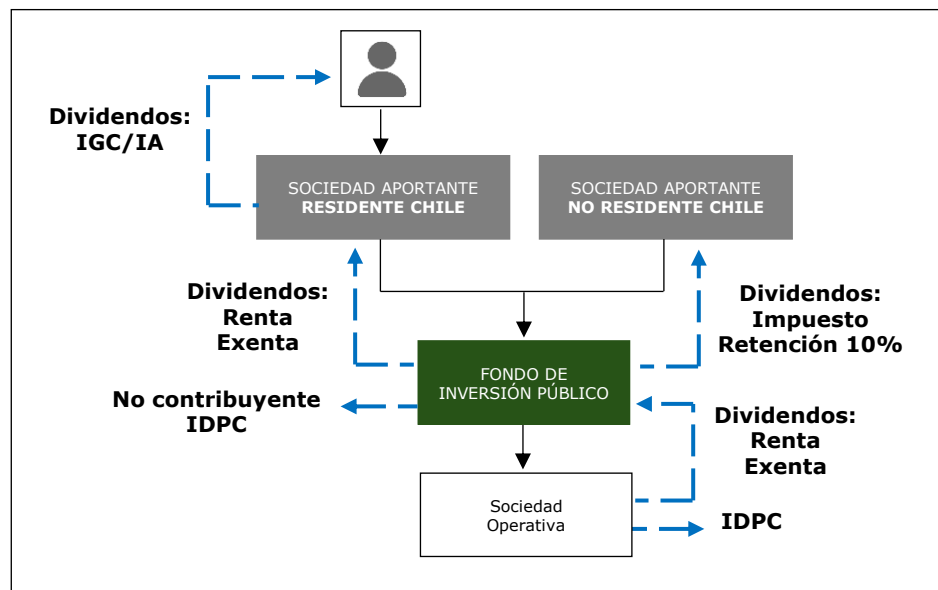 Dividendos:
IGC/IA
SOCIEDAD APORTANTE
RESIDENTE CHILE
SOCIEDAD APORTANTE
NO RESIDENTE CHILE
Dividendos:
Renta
Exenta
Dividendos:
Impuesto
Retención 10%
FONDO DE
INVERSIÓN PÚBLICO
No contribuyente
IDPC
Dividendos:
Renta
Exenta
Sociedad
Operativa
IDPC